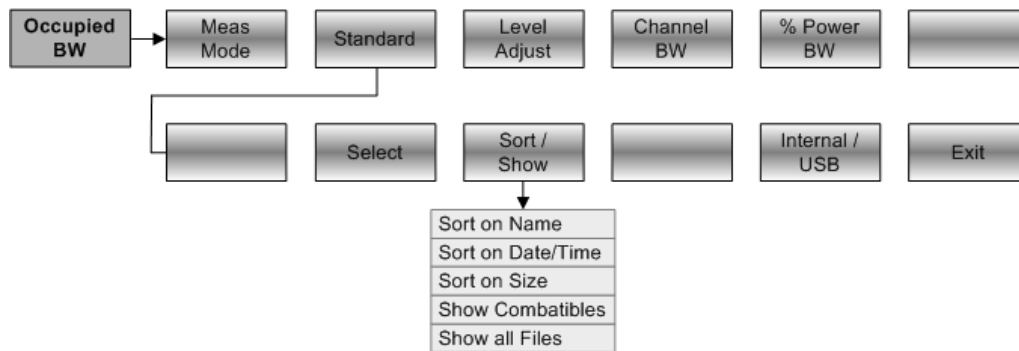 Occupied
BW
Meas
Mode
Standard
Level
Adjust
Channel
BW
% Power
BW
Select
Sort /
Show
Internal /
USB
Exit
Sort on Name
Sort on Date/Time
Sort on Size
Show Combatibles
Show all Files